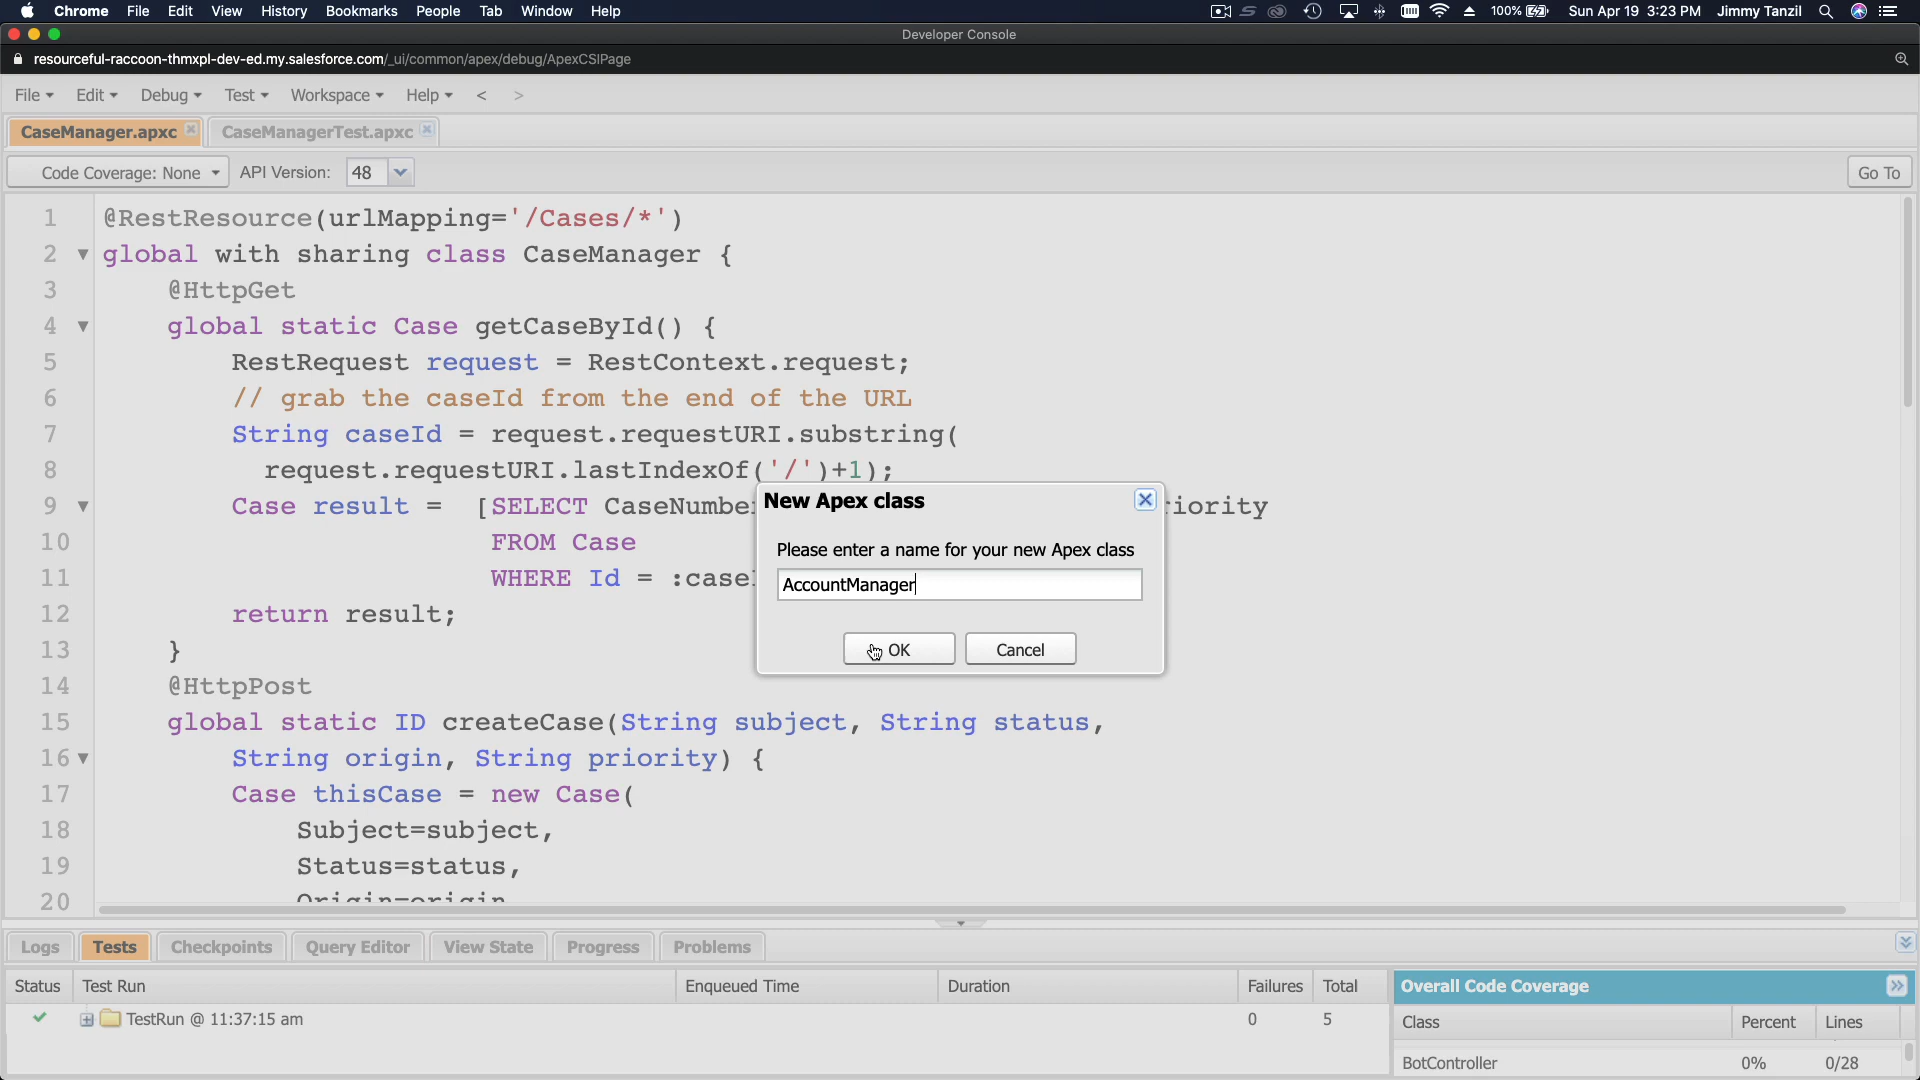 Chrome File Edit View History Bookmarks People Tab Window Help 100% Sun Apr 19 3:23 PM Jimmy Tanzil
Developer Console
resourceful-raccoon-thmxpl-dev-ed.my.salesforce.com/_ui/common/apex/debug/ApexCSIPage
File Edit Debug Test Workspace Help < >
CaseManager.apxc CaseManagerTest.apxc
Code Coverage: None API Version: 48 Go To
1 @RestResource(urlMapping='/Cases/*')
2 global with sharing class CaseManager {
3 @HttpGet
4 global static Case getCaseById() {
5 RestRequest request = RestContext.request;
6 // grab the caseId from the end of the URL
7 String caseId = request.requestURI.substring(
8 request.requestURI.lastIndexOf('/')+1);
9 Case result = [SELECT CaseNumbe iority
10 FROM Case
11 WHERE Id = :case
12 return result;
13 }
14 @HttpPost
15 global static ID createCase(String subject, String status,
16 String origin, String priority) {
17 Case thisCase = new Case(
18 Subject=subject,
19 Status=status,
20 Origin=origin
New Apex class
Please enter a name for your new Apex class
AccountManager
OK Cancel
Logs Tests Checkpoints Query Editor View State Progress Problems
Status Test Run Enqueued Time Duration Failures Total Overall Code Coverage
TestRun @ 11:37:15 am 0 5 Class Percent Lines
BotController 0% 0/28